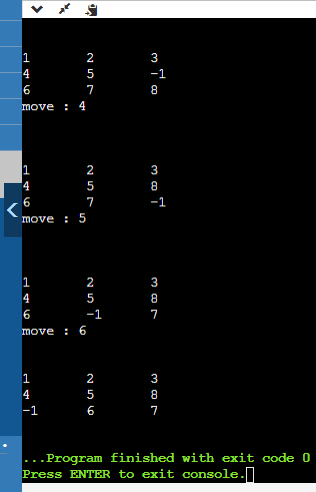 1 2 3
4 5 -1
6 7 8
move : 4
1 2 3
4 5 8
6 7 -1
move : 5
1 2 3
4 5 8
6 -1 7
move : 6
1 2 3
4 5 8
-1 6 7
...Program finished with exit code 0
Press ENTER to exit console.